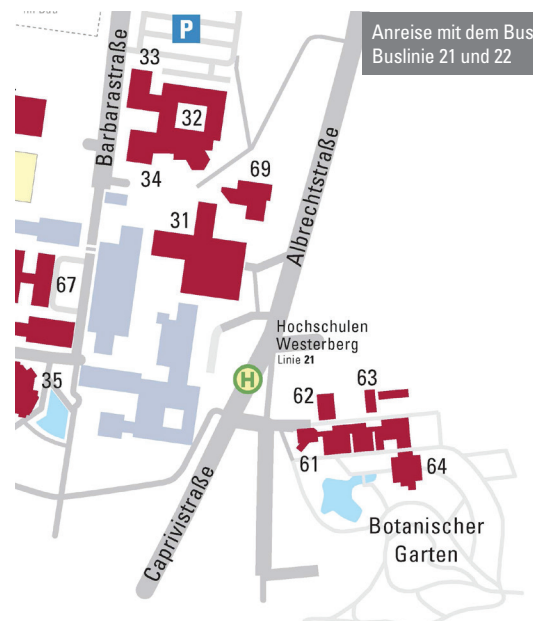 Anreise mit dem Bus
Buslinie 21 und 22
P
33
32
34
69
31
Barbarastraße
Albrechtstraße
67
Hochschulen
Westerberg
Linie 21
35
H
62
63
61
64
Caprivistraße
Botanischer
Garten